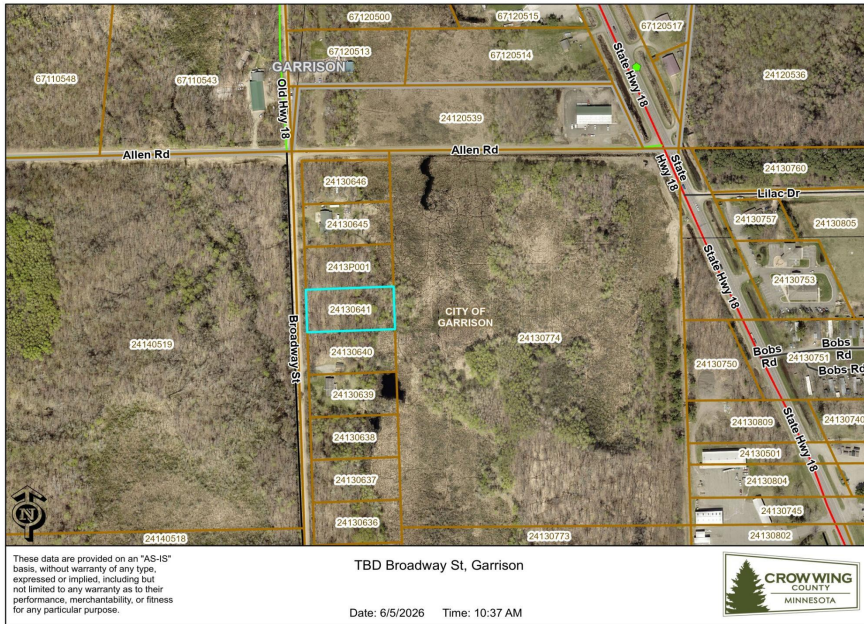 67120500
67120515
67120517
67120513
67120514
GARRISON
67110548
67110543
Old Hwy 18
State Hwy 18
24120536
24120539
Allen Rd
Allen Rd
State
Hwy 18
24130760
Lilac Dr
24130646
24130645
24130757
24130805
2413P001
State Hwy 18
24130753
24130641
CITY OF
GARRISON
Broadway St
24140519
24130640
24130774
24130750
Bobs
Rd
24130751
Bobs
Rd
Bobs Rd
24130639
24130809
24130740
State Hwy 18
24130638
24130501
24130637
24130804
24130745
24130636
N
24140518
24130773
24130802
These data are provided on an "AS-IS"
basis, without warranty of any type,
expressed or implied, including but
not limited to any warranty as to their
performance, merchantability, or fitness
for any particular purpose.
TBD Broadway St, Garrison
Date: 6/5/2026 Time: 10:37 AM
CROW WING
COUNTY
MINNESOTA